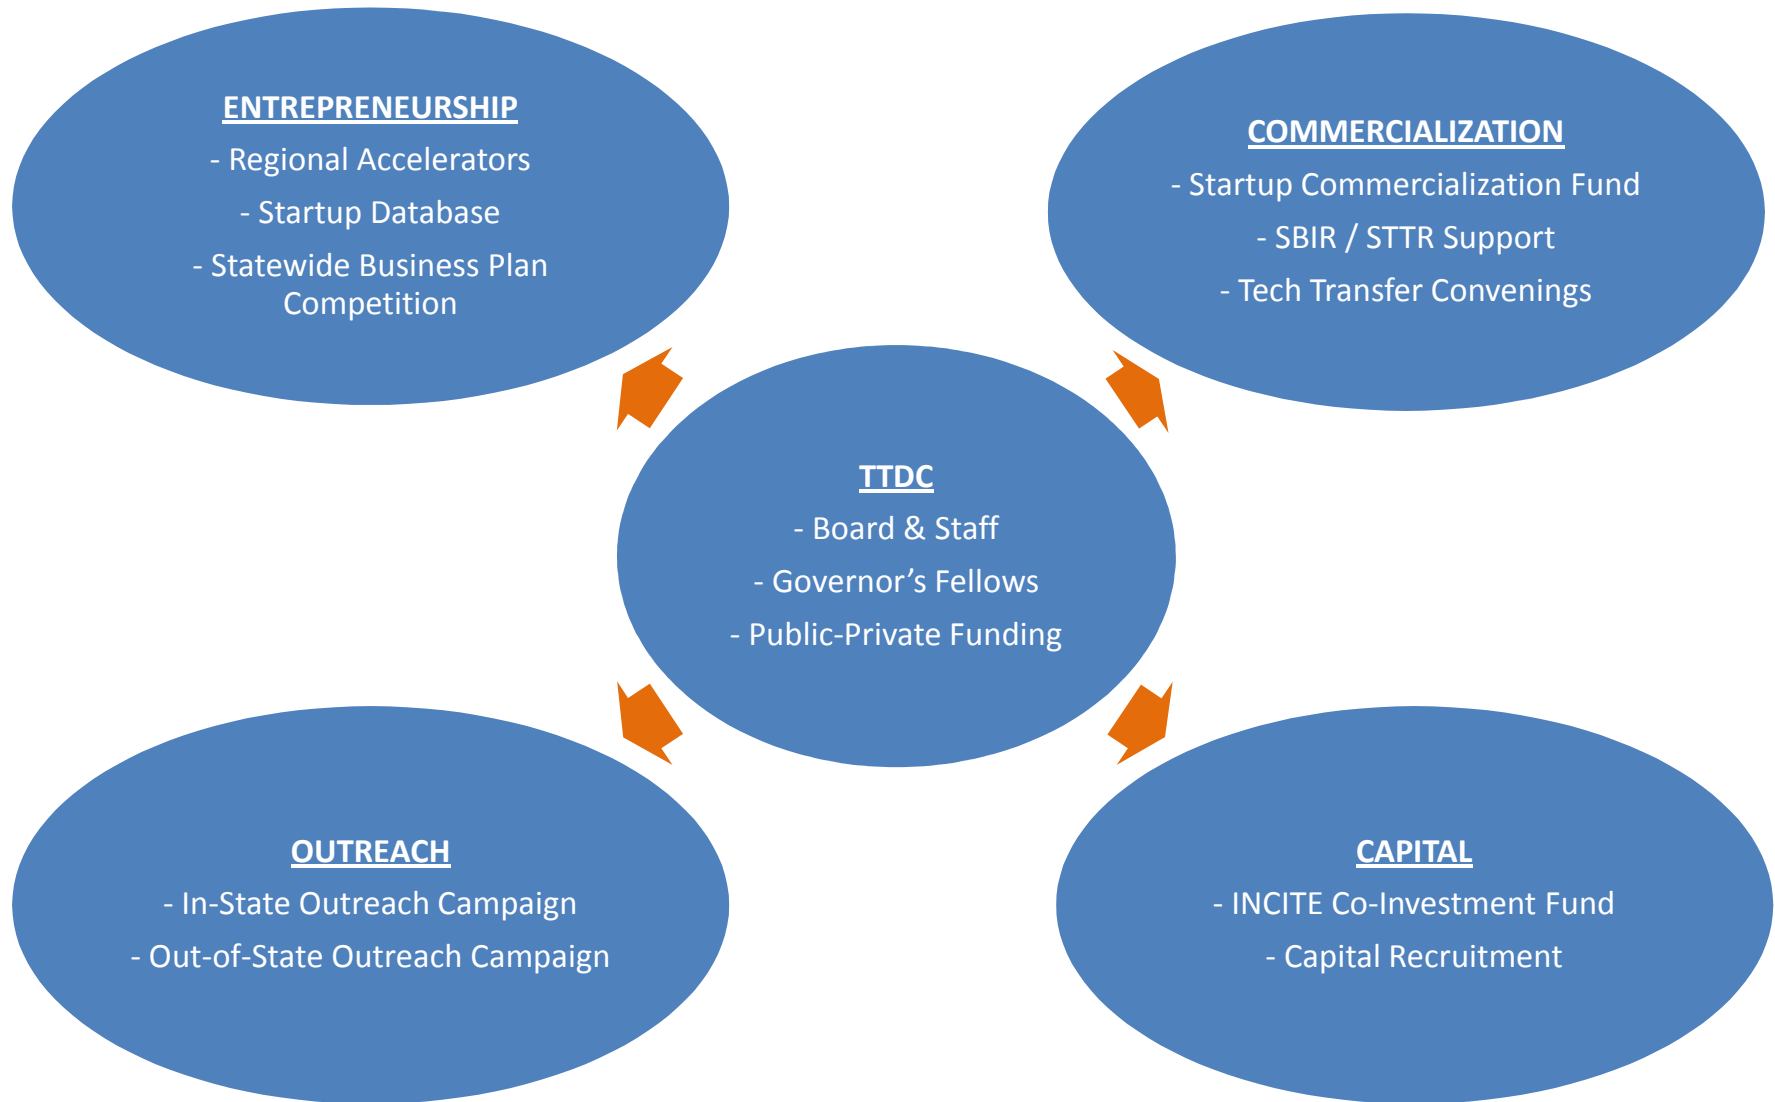 ENTREPRENEURSHIP
- Regional Accelerators
- Startup Database
- Statewide Business Plan
Competition
COMMERCIALIZATION
- Startup Commercialization Fund
- SBIR / STTR Support
- Tech Transfer Convenings
TTDC
- Board & Staff
- Governor’s Fellows
- Public-Private Funding
OUTREACH
- In-State Outreach Campaign
- Out-of-State Outreach Campaign
CAPITAL
- INCITE Co-Investment Fund
- Capital Recruitment